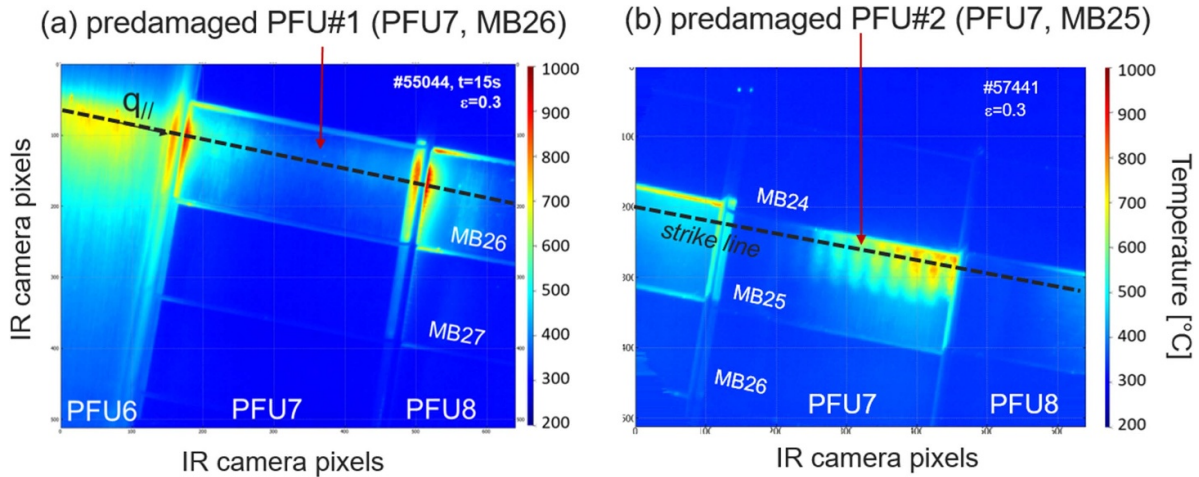 (a) predamaged PFU#1 (PFU7, MB26)
(b) predamaged PFU#2 (PFU7, MB25)
#55044, t=15s
ε=0.3
q//
MB26
MB27
PFU6
PFU7
PFU8
IR camera pixels
IR camera pixels
1000
900
800
700
600
500
400
300
200
#57441
ε=0.3
MB24
strike line
MB25
MB26
PFU7
PFU8
IR camera pixels
1000
900
800
700
600
500
400
300
200
Temperature [°C]